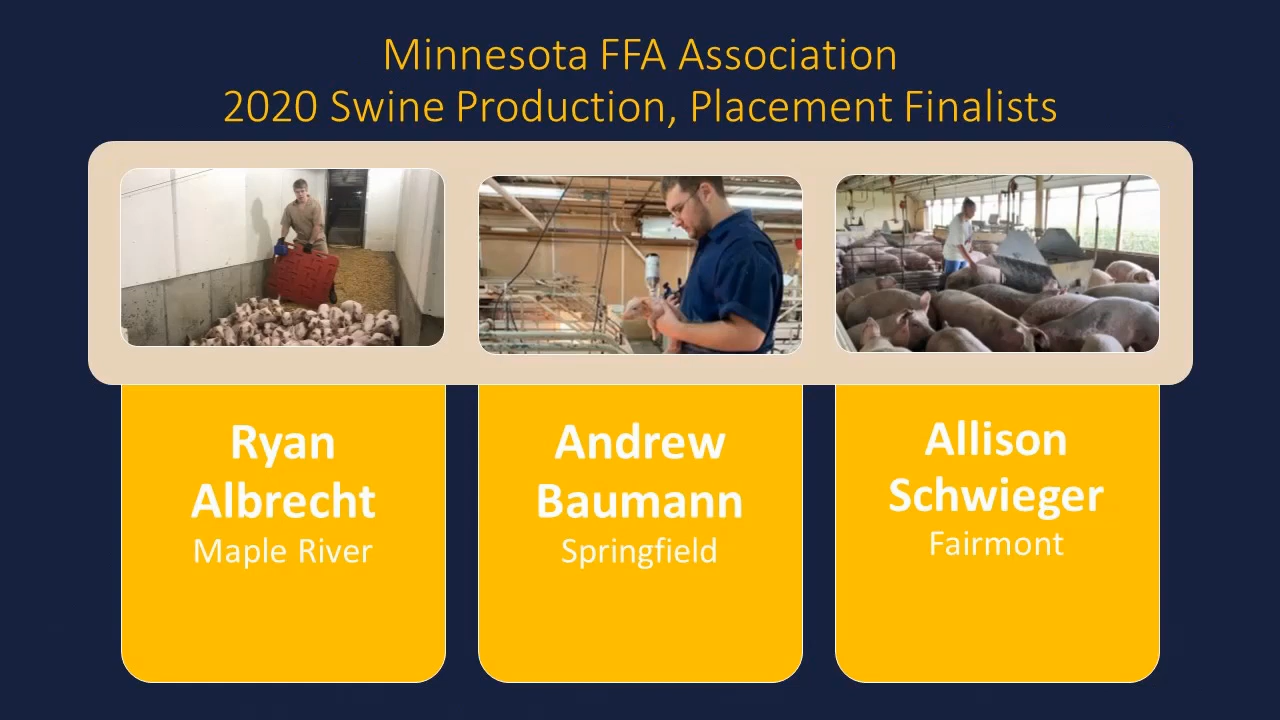 Minnesota FFA Association
2020 Swine Production, Placement Finalists
Ryan
Albrecht
Maple River
Andrew
Baumann
Springfield
Allison
Schwieger
Fairmont